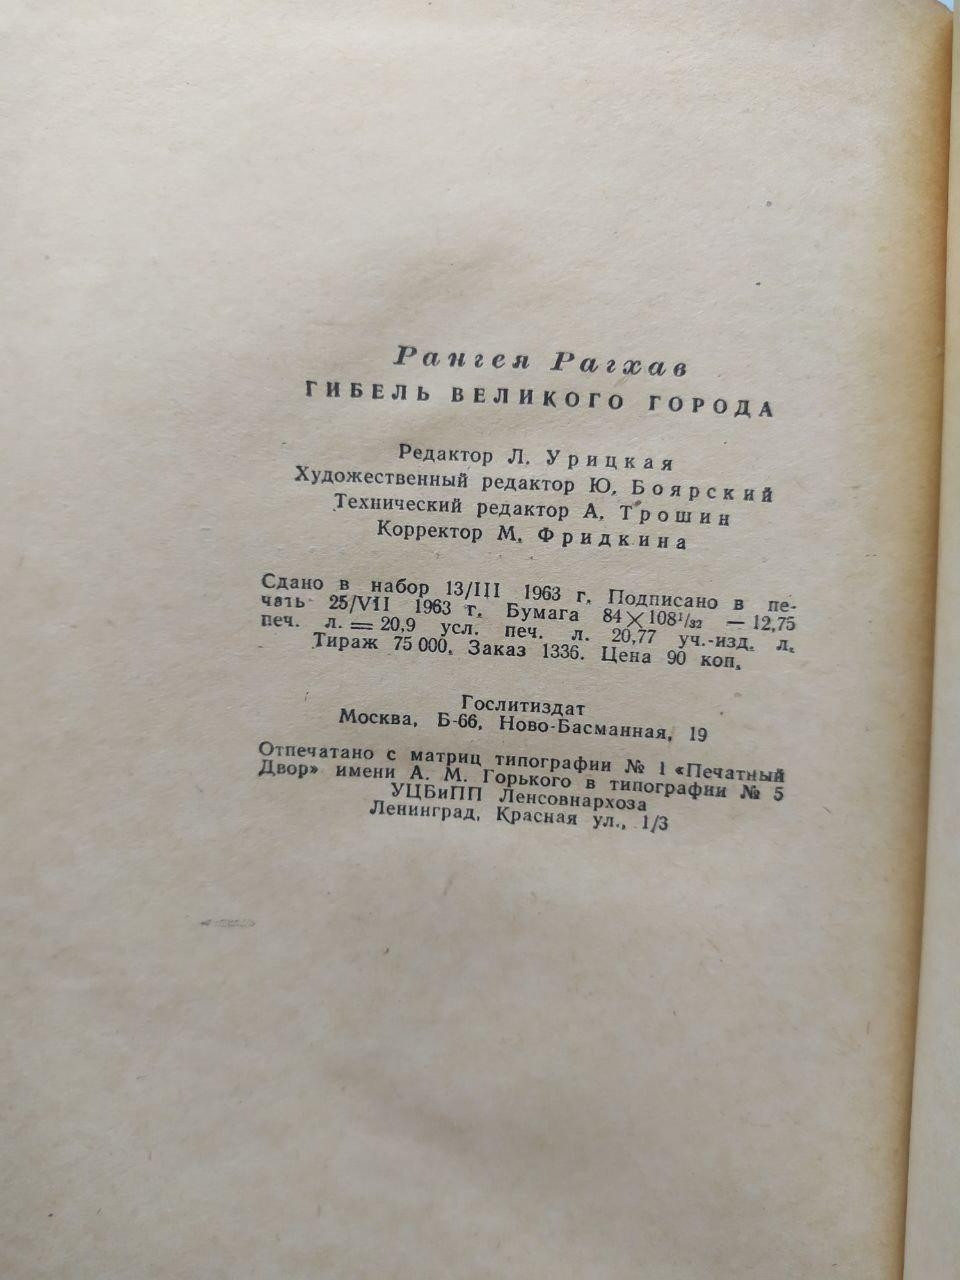 Рангея Рагхав
ГИБЕЛЬ ВЕЛИКОГО ГОРОДА
Редактор Л. Урицкая
Художественный редактор Ю. Боярский
Технический редактор А. Трошин
Корректор М. Фридкина
Сдано в набор 13/III 1963 г. Подписано в пе-
чать 25/VII 1963 г. Бумага 84×108¹/₃₂ — 12,75
печ. л. = 20,9 усл. печ. л. 20,77 уч.-изд. л.
Тираж 75 000. Заказ 1336. Цена 90 коп.
Гослитиздат
Москва, Б-66, Ново-Басманная, 19
Отпечатано с матриц типографии № 1 «Печатный
Двор» имени А. М. Горького в типографии № 5
УЦБиПП Ленсовнархоза
Ленинград, Красная ул., 1/3